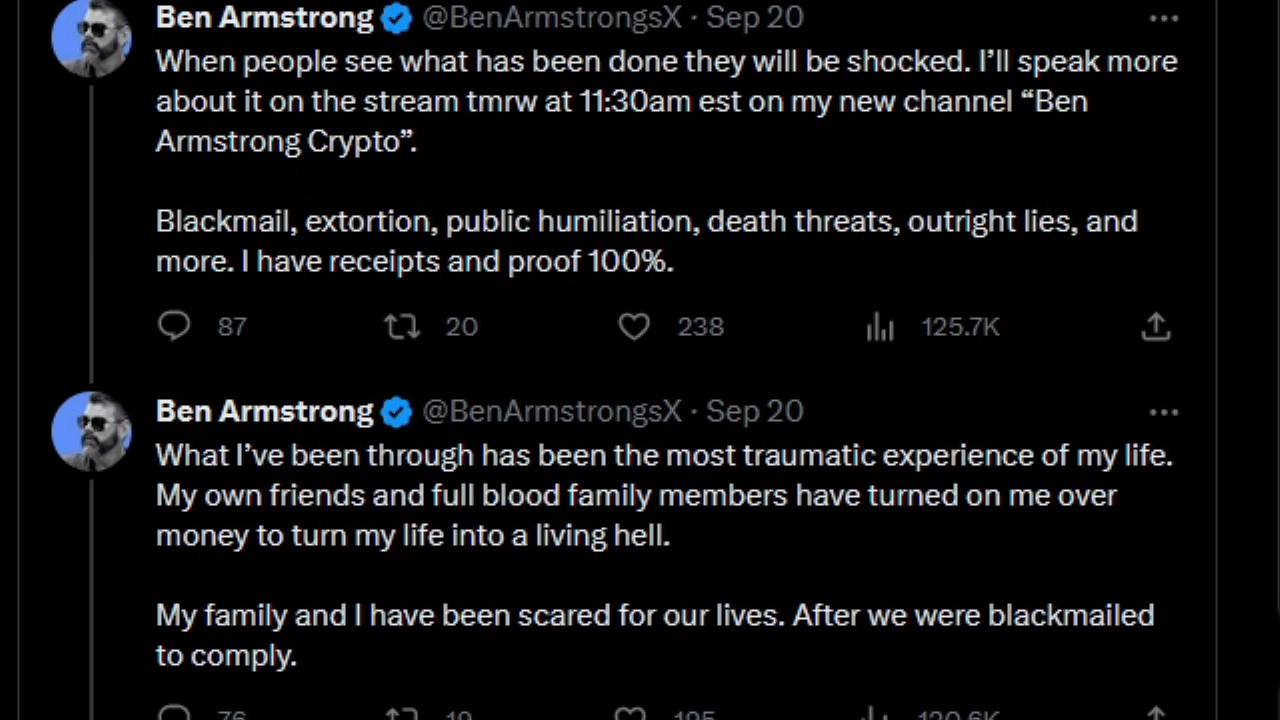 Ben Armstrong @BenArmstrongsX · Sep 20
When people see what has been done they will be shocked. I’ll speak more
about it on the stream tmrw at 11:30am est on my new channel “Ben
Armstrong Crypto”.
Blackmail, extortion, public humiliation, death threats, outright lies, and
more. I have receipts and proof 100%.
87 20 238 125.7K
Ben Armstrong @BenArmstrongsX · Sep 20
What I’ve been through has been the most traumatic experience of my life.
My own friends and full blood family members have turned on me over
money to turn my life into a living hell.
My family and I have been scared for our lives. After we were blackmailed
to comply.
76 19 195 120.6K